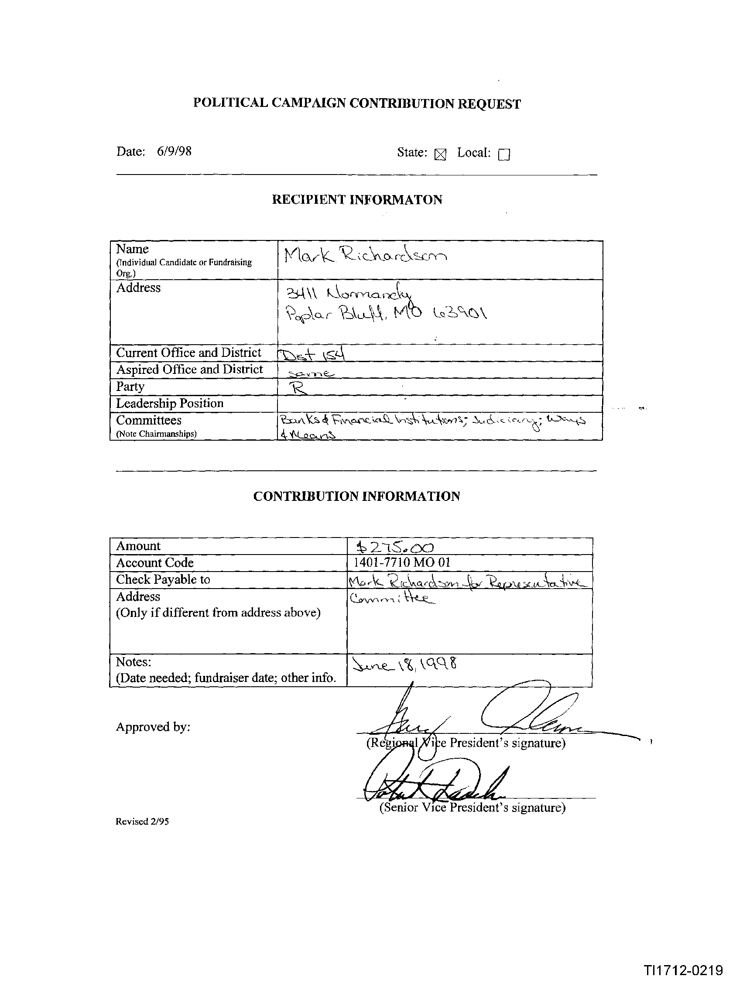 POLITICAL CAMPAIGN CONTRIBUTION REQUEST
Date: 6/9/98 State: ☒ Local: ☐
RECIPIENT INFORMATON
Name
(Individual Candidate or Fundraising
Org.)
Mark Richardson
Address
3411 Normandy
Poplar Bluff, MO 63901
Current Office and District Dst 154
Aspired Office and District same
Party R
Leadership Position
Committees
(Note Chairmanships)
Banks & Financial Institutions; Judiciary; Ways
& Means
CONTRIBUTION INFORMATION
Amount $275.00
Account Code 1401-7710 MO 01
Check Payable to Mark Richardson for Representative
Committee
Address
(Only if different from address above)
Notes: June 18, 1998
(Date needed; fundraiser date; other info.
Approved by:
(Regional Vice President's signature)
(Senior Vice President's signature)
Revised 2/95
TI1712-0219